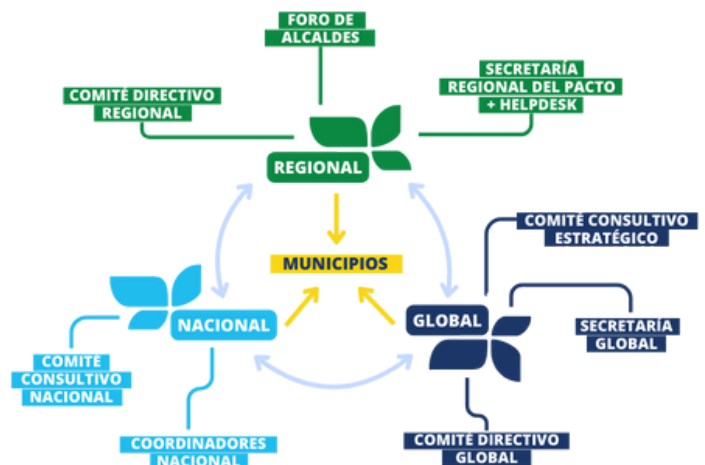 FORO DE
ALCALDES
SECRETARÍA
REGIONAL DEL PACTO
+ HELPDESK
COMITÉ DIRECTIVO
REGIONAL
REGIONAL
COMITÉ CONSULTIVO
ESTRATÉGICO
MUNICIPIOS
NACIONAL
GLOBAL
SECRETARÍA
GLOBAL
COMITÉ
CONSULTIVO
NACIONAL
COORDINADORES
NACIONAL
COMITÉ DIRECTIVO
GLOBAL